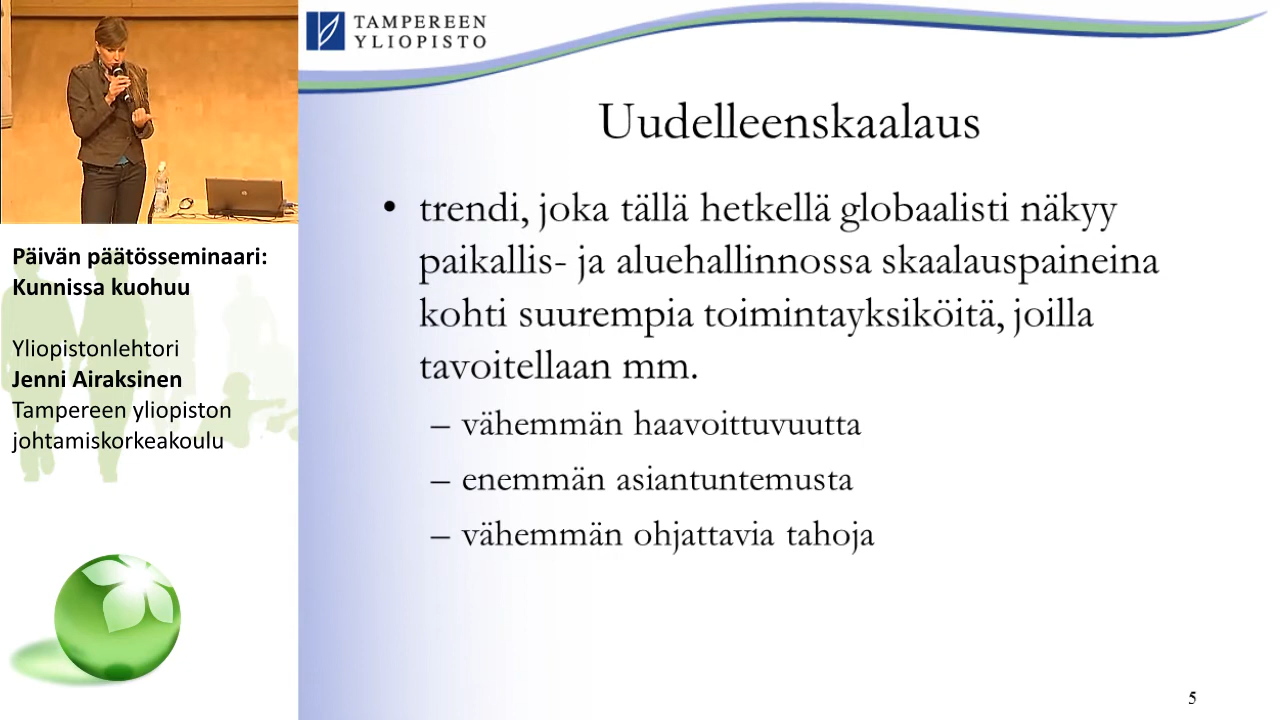 TAMPEREEN
YLIOPISTO
Uudelleenskaalaus
• trendi, joka tällä hetkellä globaalisti näkyy
paikallis- ja aluehallinnossa skaalauspaineina
kohti suurempia toimintayksiköitä, joilla
tavoitellaan mm.
– vähemmän haavoittuvuutta
– enemmän asiantuntemusta
– vähemmän ohjattavia tahoja
5
Päivän päätösseminaari:
Kunnissa kuohuu
Yliopistonlehtori
Jenni Airaksinen
Tampereen yliopiston
johtamiskorkeakoulu